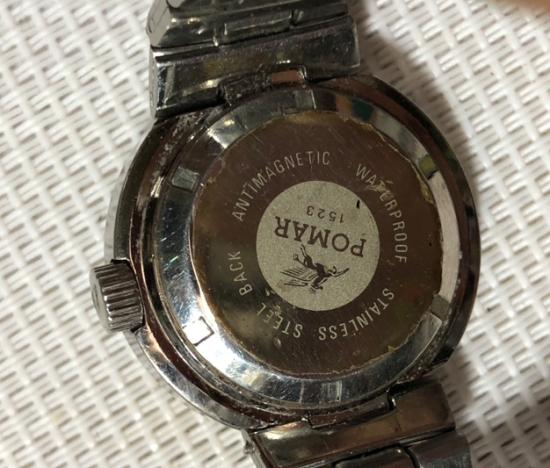 ANTIMAGNETIC WATERPROOF STAINLESS STEEL BACK
POMAR
1523